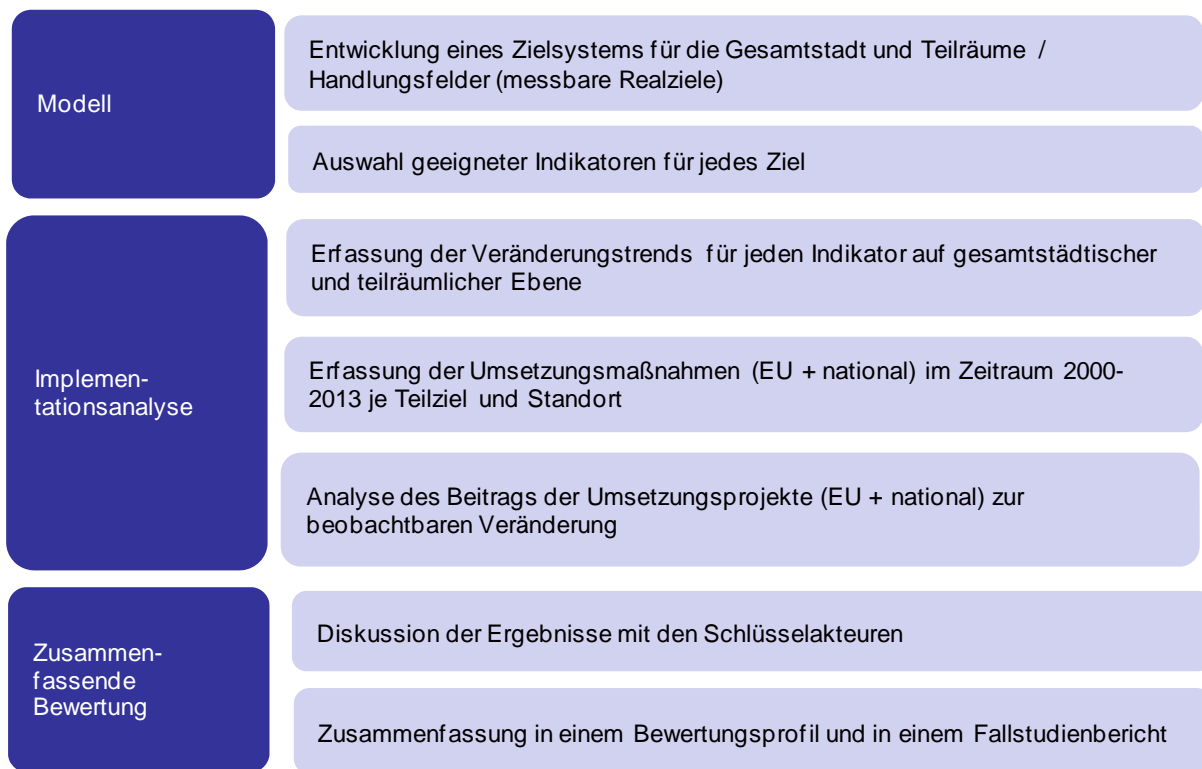 Modell
Entwicklung eines Zielsystems für die Gesamtstadt und Teilräume /
Handlungsfelder (messbare Realziele)
Auswahl geeigneter Indikatoren für jedes Ziel
Implemen-
tationsanalyse
Erfassung der Veränderungstrends für jeden Indikator auf gesamtstädtischer
und teilräumlicher Ebene
Erfassung der Umsetzungsmaßnahmen (EU + national) im Zeitraum 2000-
2013 je Teilziel und Standort
Analyse des Beitrags der Umsetzungsprojekte (EU + national) zur
beobachtbaren Veränderung
Zusammen-
fassende
Bewertung
Diskussion der Ergebnisse mit den Schlüsselakteuren
Zusammenfassung in einem Bewertungsprofil und in einem Fallstudienbericht